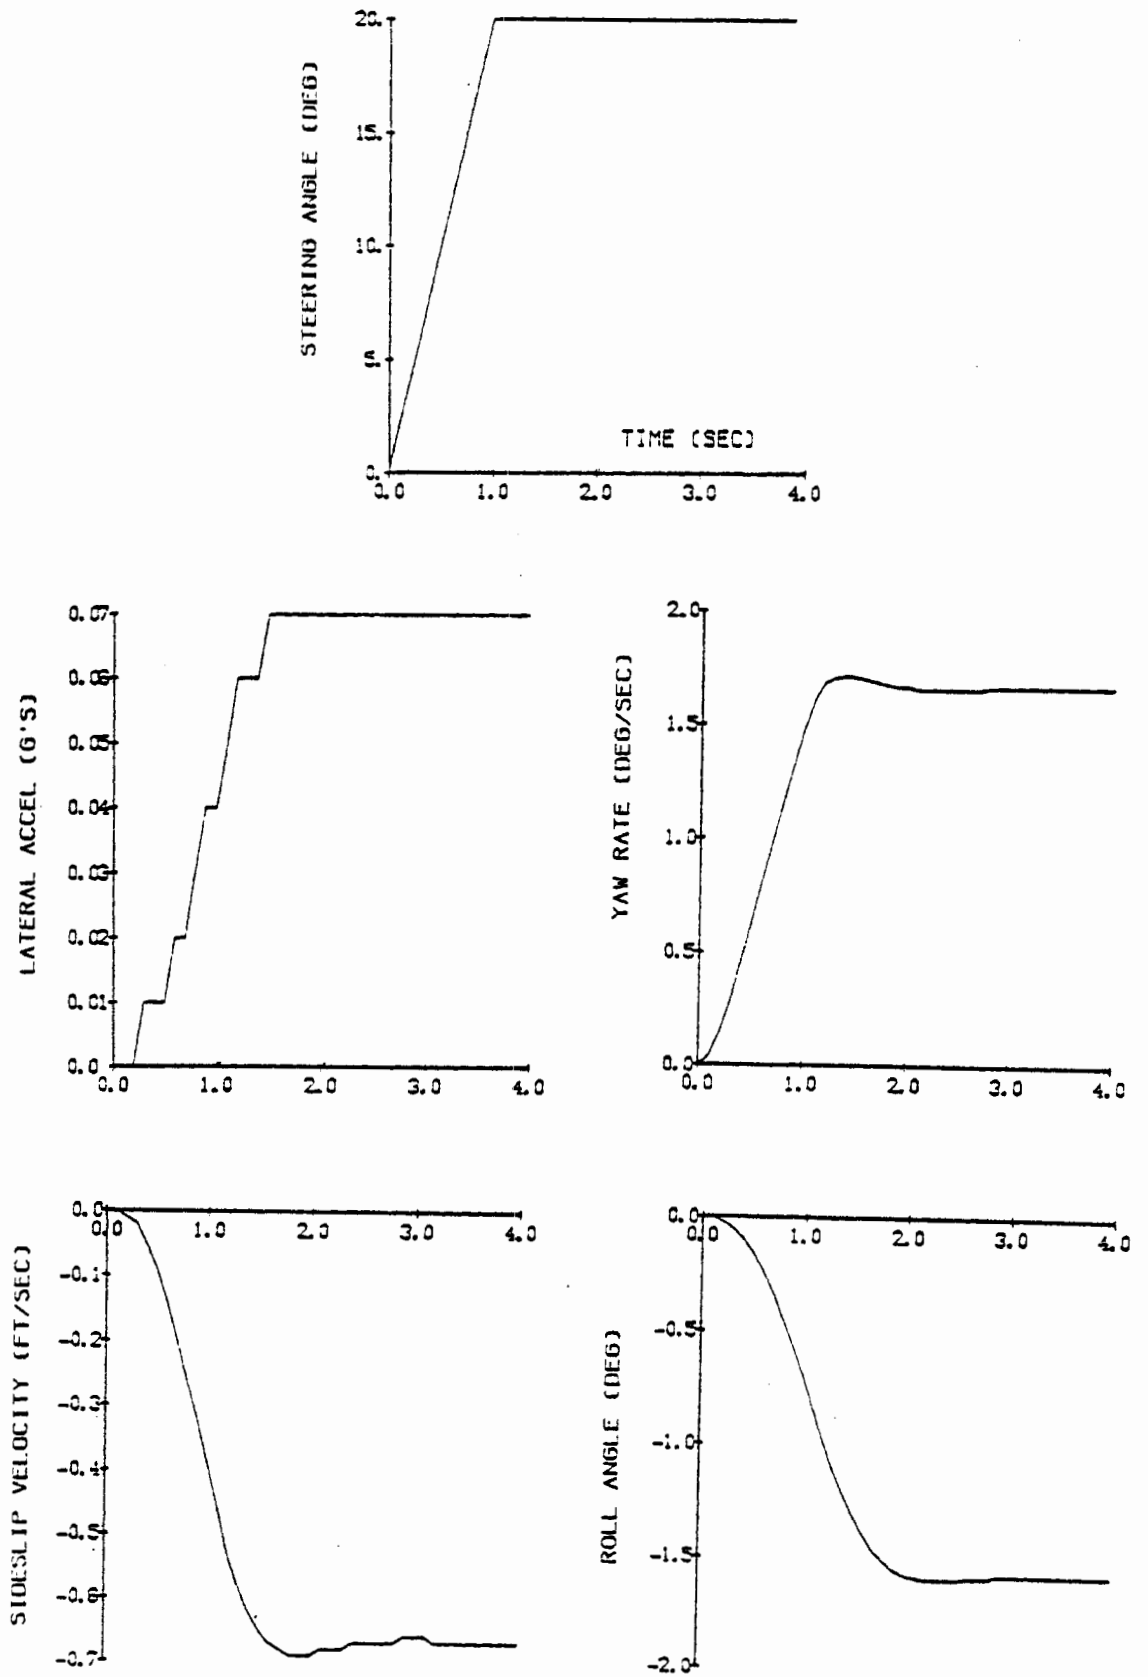 20.
15.
10.
5.
0.
STEERING ANGLE (DEG)
TIME (SEC)
0.0 1.0 2.0 3.0 4.0
0.07
0.06
0.05
0.04
0.03
0.02
0.01
0.0
LATERAL ACCEL (G'S)
0.0 1.0 2.0 3.0 4.0
2.0
1.5
1.0
0.5
0.0
YAW RATE (DEG/SEC)
0.0 1.0 2.0 3.0 4.0
0.0
-0.1
-0.2
-0.3
-0.4
-0.5
-0.6
-0.7
SIDESLIP VELOCITY (FT/SEC)
0.0 1.0 2.0 3.0 4.0
0.0
-0.5
-1.0
-1.5
-2.0
ROLL ANGLE (DEG)
0.0 1.0 2.0 3.0 4.0